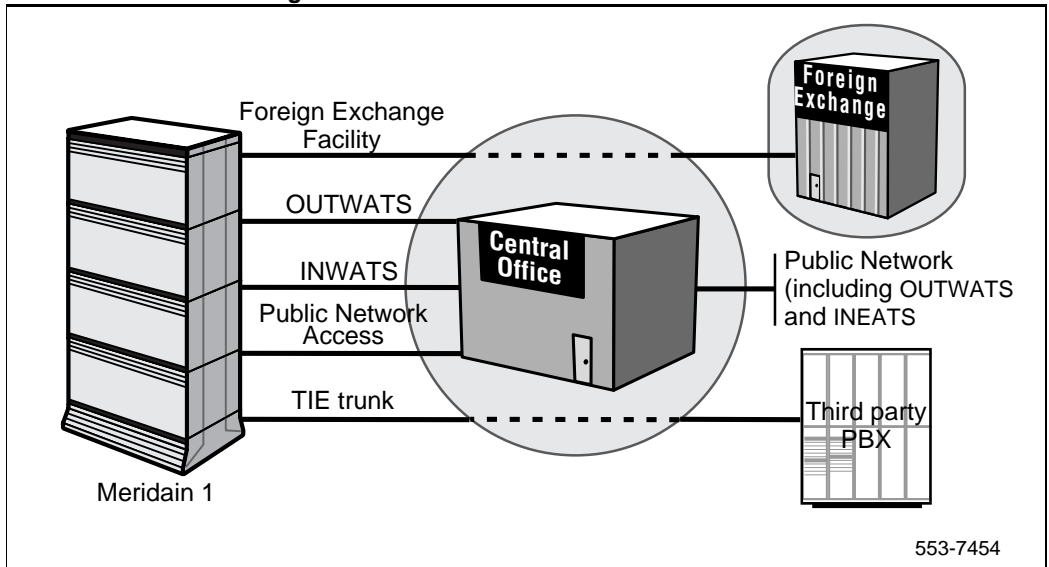 Foreign Exchange
Facility
OUTWATS
INWATS
Public Network
Access
TIE trunk
Meridain 1
Central
Office
Foreign
Exchange
Public Network
(including OUTWATS
and INEATS
Third party
PBX
553-7454